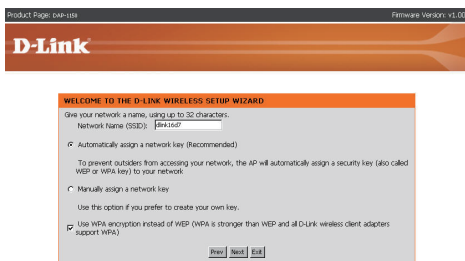 Product Page: DAP-1150
Firmware Version: v1.00
D-Link
WELCOME TO THE D-LINK WIRELESS SETUP WIZARD
Give your network a name, using up to 32 characters.
Network Name (SSID): dlink16d7
Automatically assign a network key (Recommended)
To prevent outsiders from accessing your network, the AP will automatically assign a security key (also called
WEP or WPA key) to your network
Manually assign a network key
Use this option if you prefer to create your own key.
Use WPA encryption instead of WEP (WPA is stronger than WEP and all D-Link wireless client adapters
support WPA)
Prev Next Exit